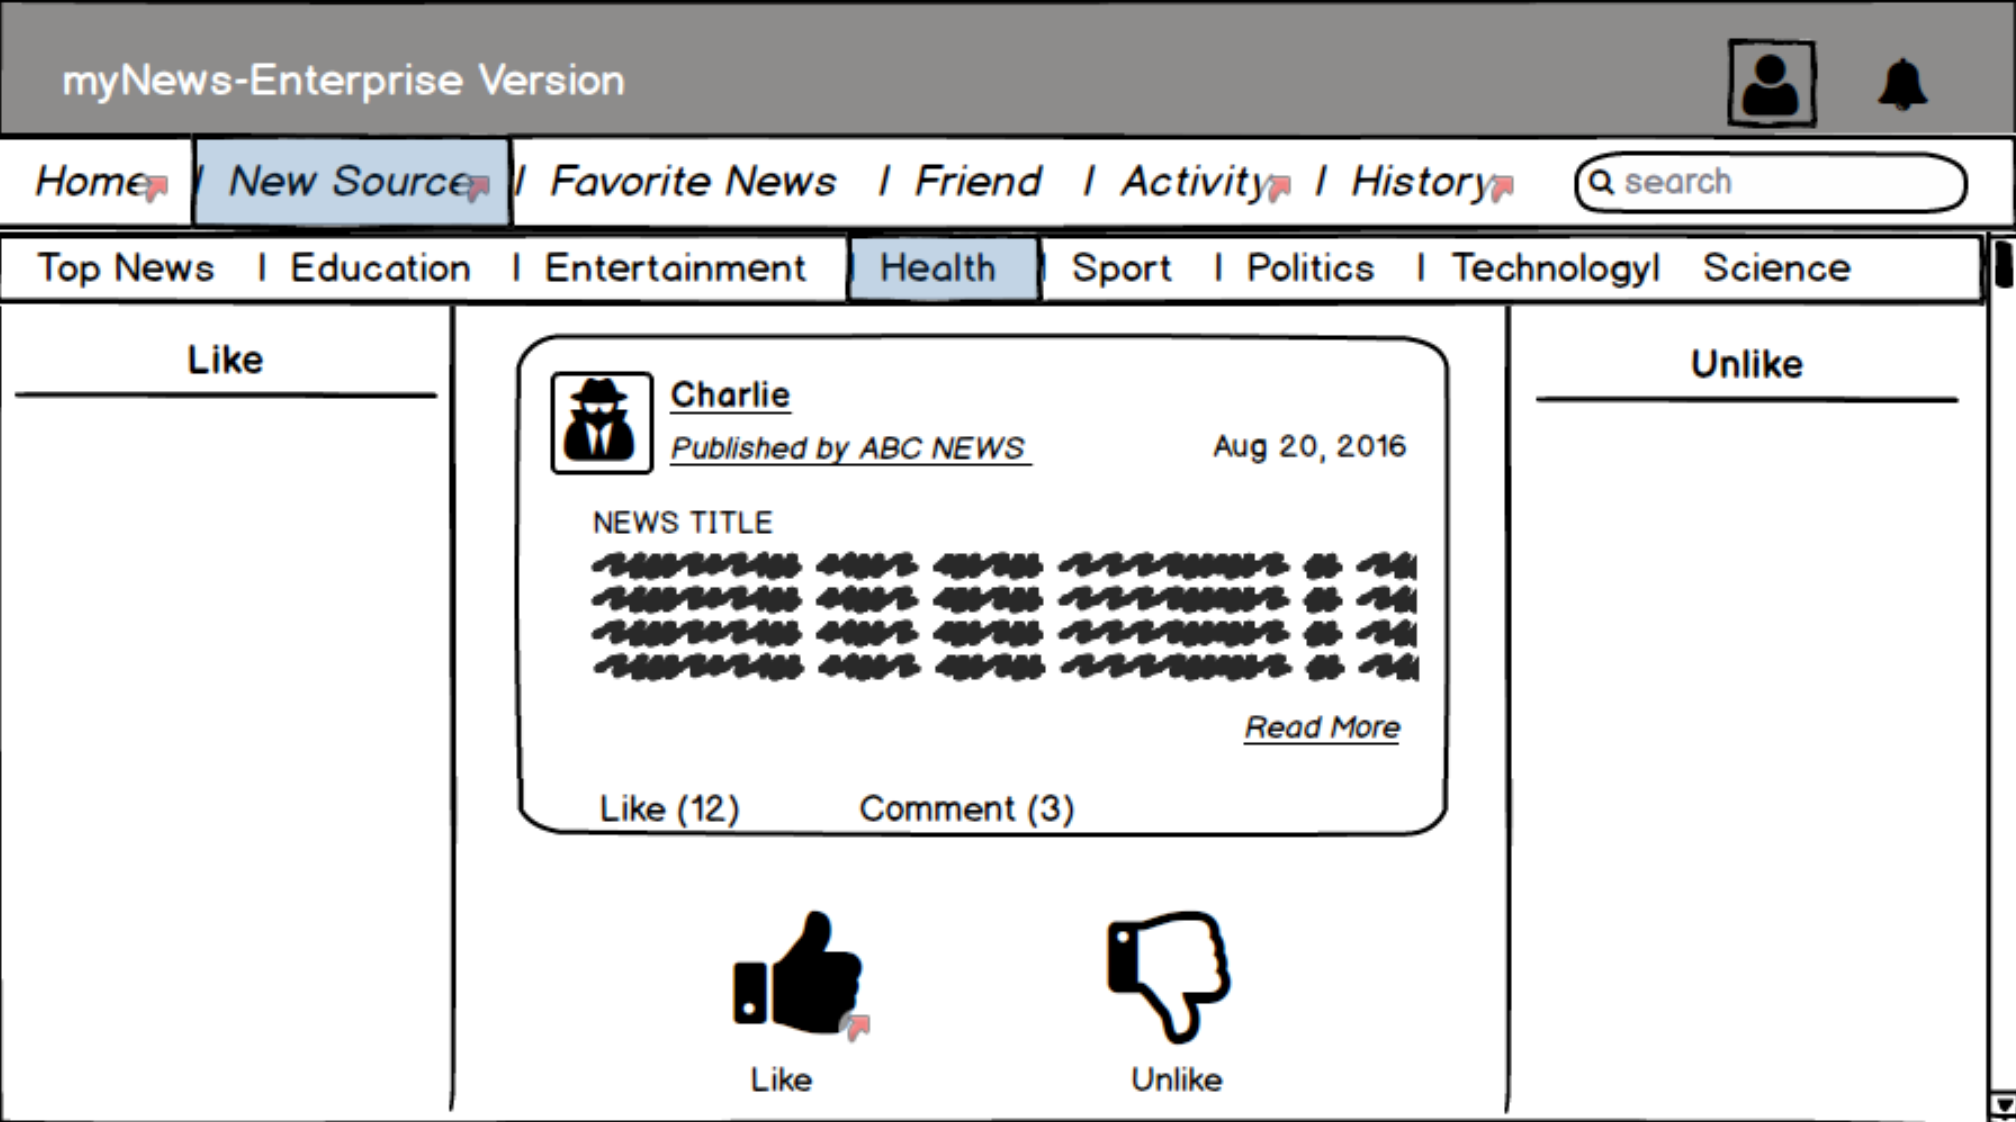 myNews-Enterprise Version
Home | New Source | Favorite News | Friend | Activity | History search
Top News | Education | Entertainment | Health | Sport | Politics | Technology| Science
Like
Unlike
Charlie
Published by ABC NEWS Aug 20, 2016
NEWS TITLE
Read More
Like (12) Comment (3)
Like Unlike